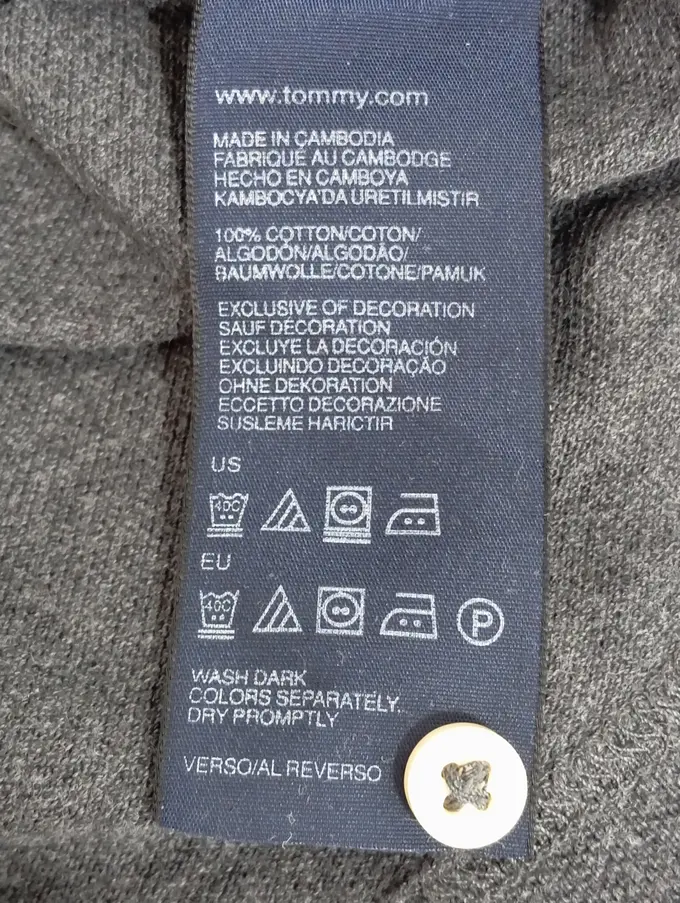 www.tommy.com
MADE IN CAMBODIA
FABRIQUE AU CAMBODGE
HECHO EN CAMBOYA
KAMBOCYA'DA URETILMISTIR
100% COTTON/COTON/
ALGODÓN/ALGODÃO/
BAUMWOLLE/COTONE/PAMUK
EXCLUSIVE OF DECORATION
SAUF DÉCORATION
EXCLUYE LA DECORACIÓN
EXCLUINDO DECORAÇÃO
OHNE DEKORATION
ECCETTO DECORAZIONE
SUSLEME HARICTIR
US
40C
EU
40C
P
WASH DARK
COLORS SEPARATELY.
DRY PROMPTLY
VERSO/AL REVERSO